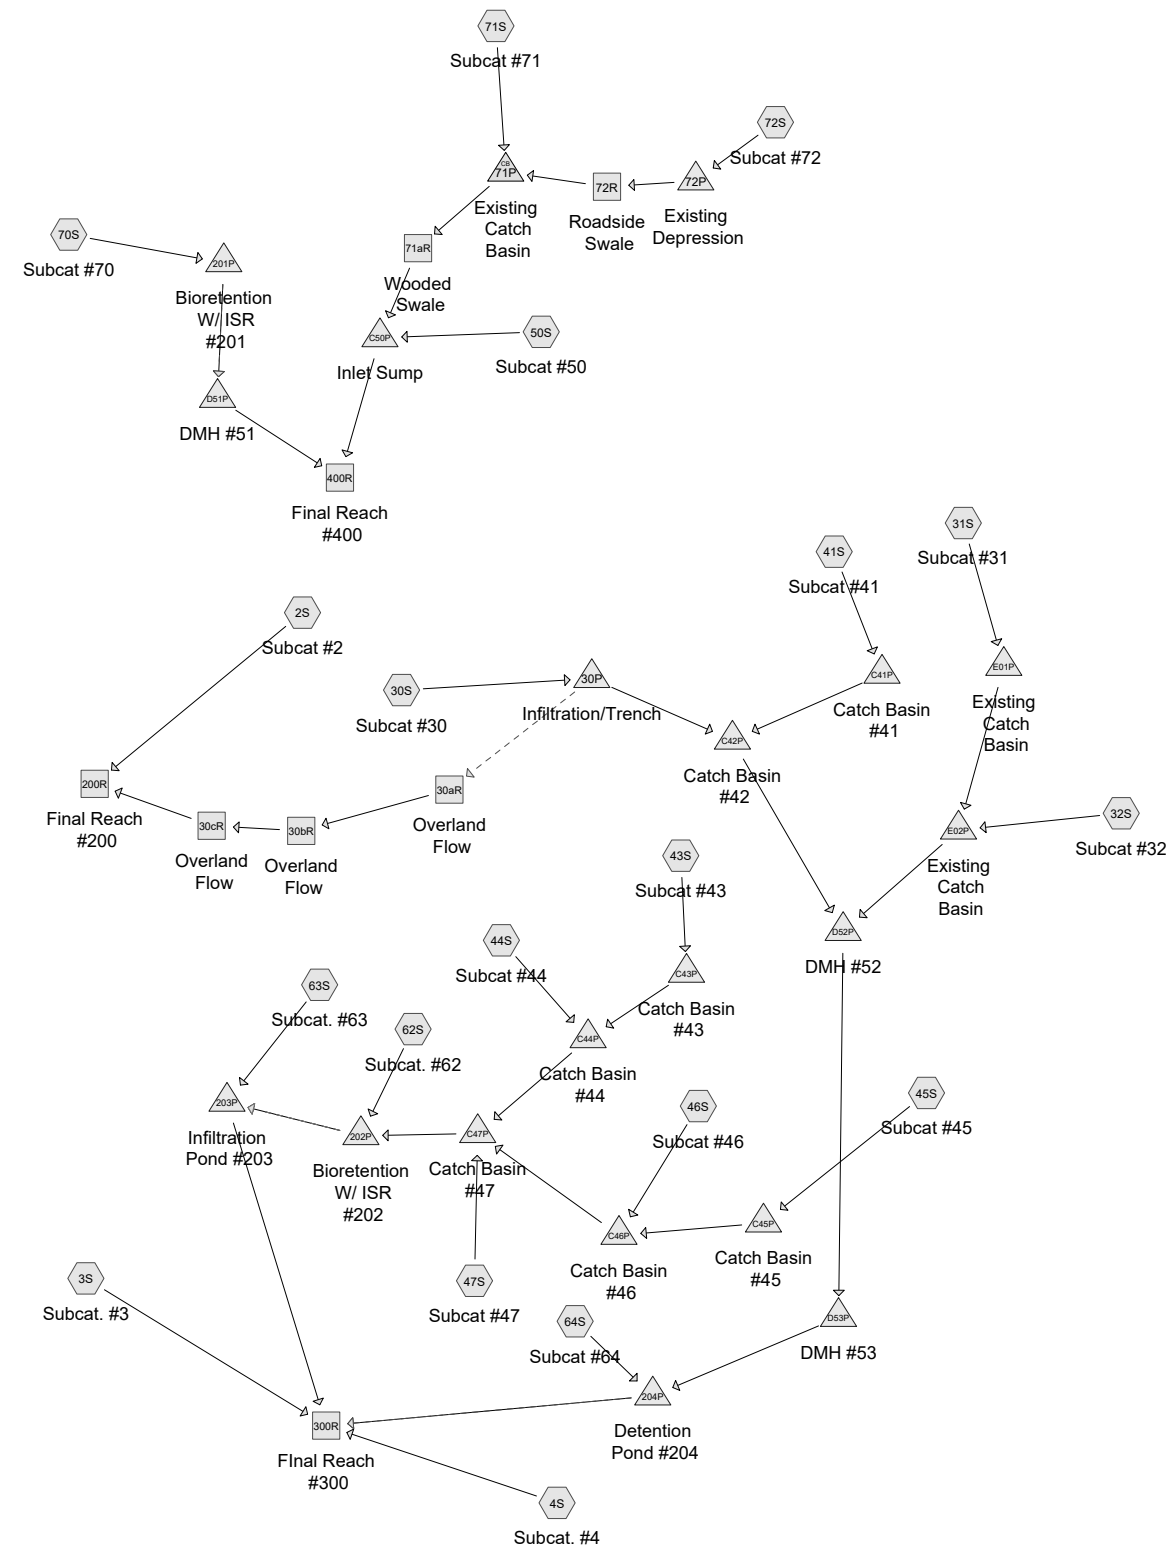 71S
Subcat #71
72S
Subcat #72
CB
71P
Existing
Catch
Basin
72R
Roadside
Swale
72P
Existing
Depression
70S
Subcat #70
201P
Bioretention
W/ ISR
#201
71aR
Wooded
Swale
C50P
Inlet Sump
50S
Subcat #50
D51P
DMH #51
400R
Final Reach
#400
31S
Subcat #31
41S
Subcat #41
2S
Subcat #2
30S
Subcat #30
30P
Infiltration/Trench
C41P
Catch Basin
#41
E01P
Existing
Catch
Basin
C42P
Catch Basin
#42
200R
Final Reach
#200
30cR
Overland
Flow
30bR
Overland
Flow
30aR
Overland
Flow
E02P
Existing
Catch
Basin
32S
Subcat #32
43S
Subcat #43
D52P
DMH #52
44S
Subcat #44
C43P
Catch Basin
#43
63S
Subcat. #63
62S
Subcat. #62
C44P
Catch Basin
#44
203P
Infiltration
Pond #203
202P
Bioretention
W/ ISR
#202
C47P
Catch Basin
#47
46S
Subcat #46
45S
Subcat #45
C46P
Catch Basin
#46
C45P
Catch Basin
#45
3S
Subcat. #3
47S
Subcat #47
64S
Subcat #64
D53P
DMH #53
204P
Detention
Pond #204
300R
FInal Reach
#300
4S
Subcat. #4